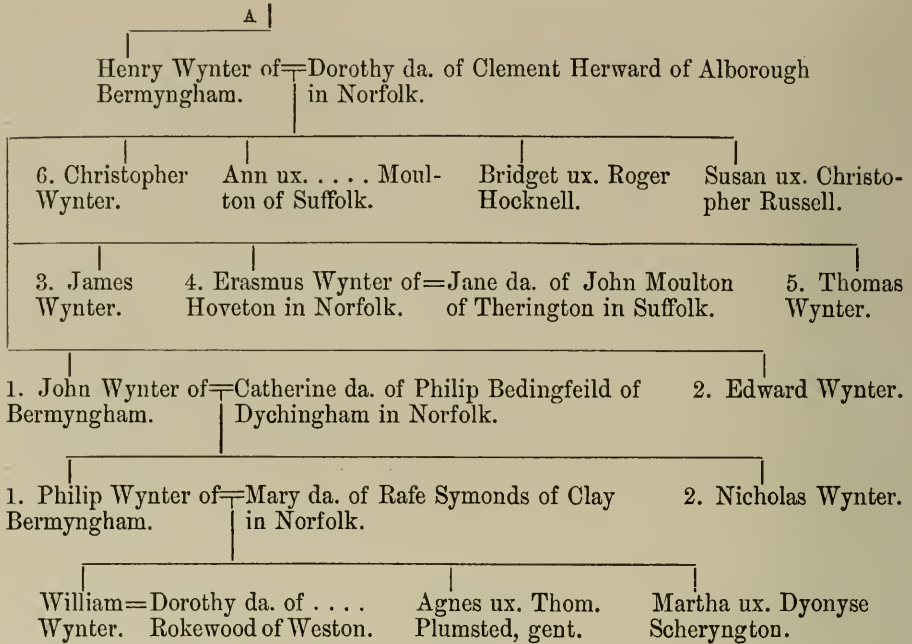 A
Henry Wynter of=Dorothy da. of Clement Herward of Alborough
Bermyngham. in Norfolk.
6. Christopher Ann ux. . . . . Moul- Bridget ux. Roger Susan ux. Christo-
Wynter. ton of Suffolk. Hocknell. pher Russell.
3. James 4. Erasmus Wynter of=Jane da. of John Moulton 5. Thomas
Wynter. Hoveton in Norfolk. of Therington in Suffolk. Wynter.
1. John Wynter of=Catherine da. of Philip Bedingfeild of 2. Edward Wynter.
Bermyngham. Dychingham in Norfolk.
1. Philip Wynter of=Mary da. of Rafe Symonds of Clay 2. Nicholas Wynter.
Bermyngham. in Norfolk.
William=Dorothy da. of . . . . Agnes ux. Thom. Martha ux. Dyonyse
Wynter. Rokewood of Weston. Plumsted, gent. Scheryngton.